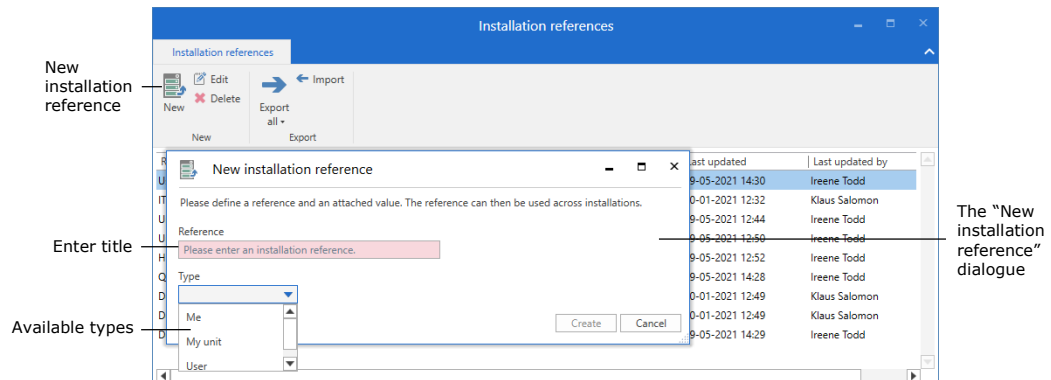 Installation references
Installation references
New
installation
reference
New
Edit
Delete
New
Export
all
Import
Export
New installation reference
Please define a reference and an attached value. The reference can then be used across installations.
Reference
Please enter an installation reference.
Enter title
Type
Available types
Me
My unit
User
Create
Cancel
The “New
installation
reference”
dialogue
R
Last updated
Last updated by
U
9-05-2021 14:30
Ireene Todd
IT
0-01-2021 12:32
Klaus Salomon
U
9-05-2021 12:44
Ireene Todd
U
9-05-2021 12:50
Ireene Todd
H
9-05-2021 12:52
Ireene Todd
Q
9-05-2021 14:28
Ireene Todd
D
0-01-2021 12:49
Klaus Salomon
D
0-01-2021 12:49
Klaus Salomon
D
9-05-2021 14:29
Ireene Todd